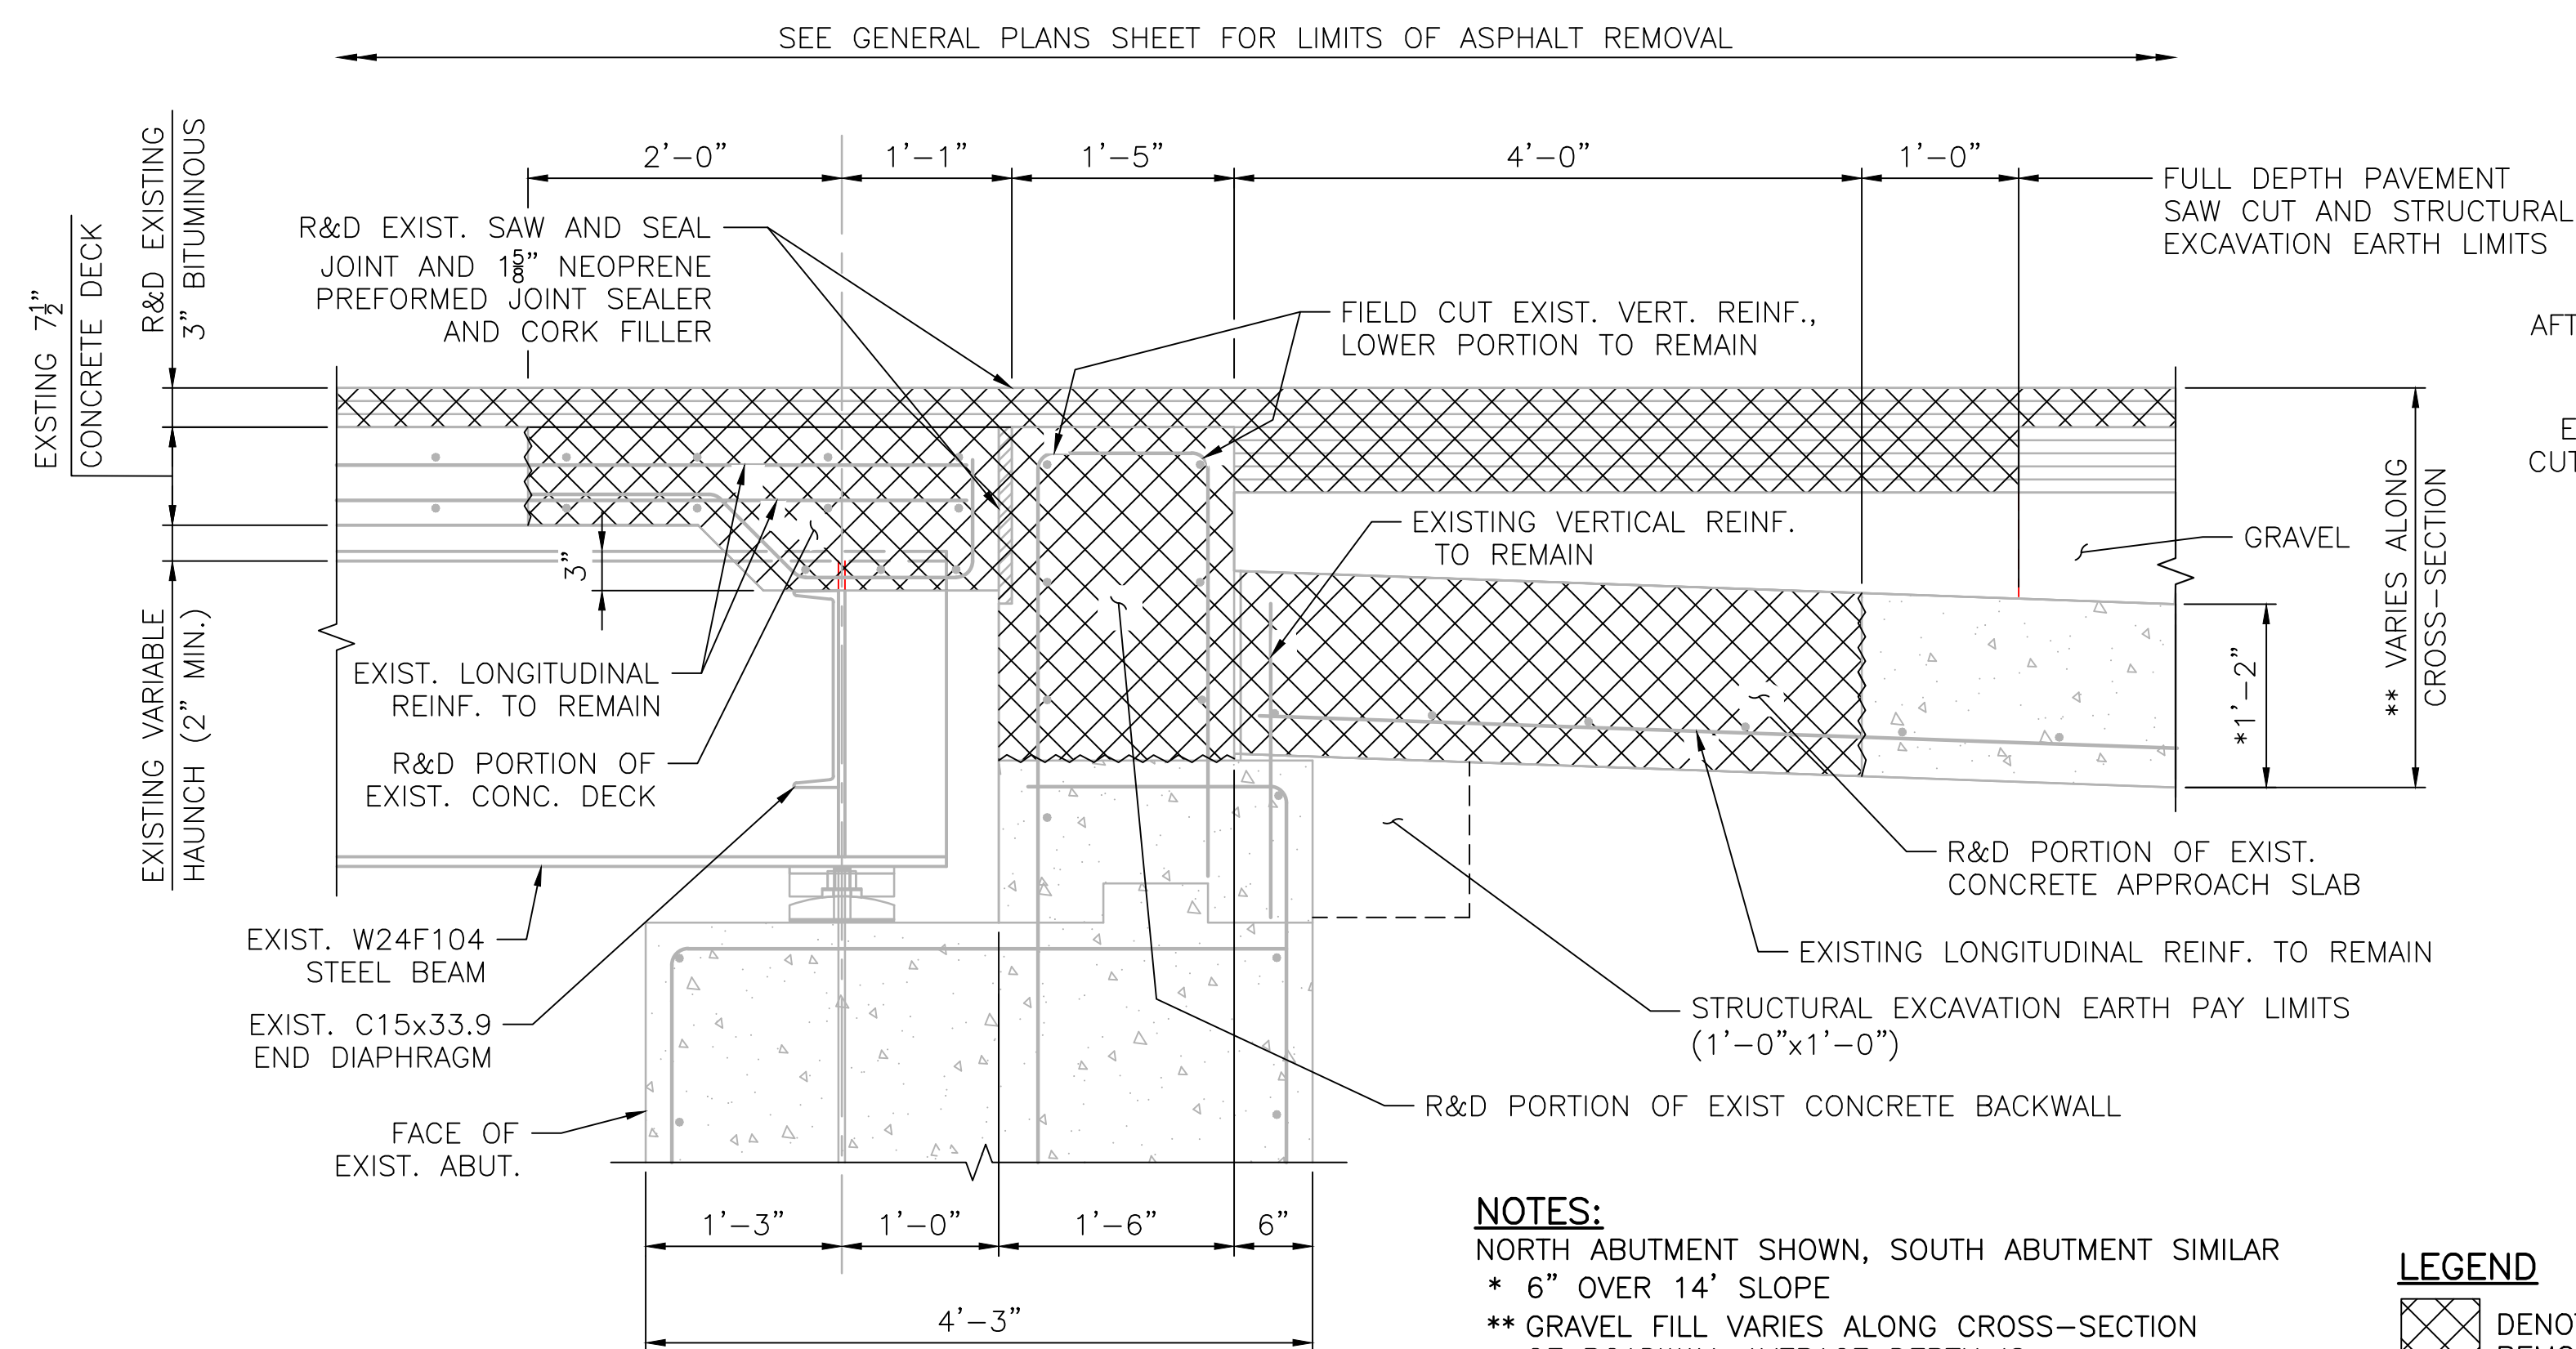 SEE GENERAL PLANS SHEET FOR LIMITS OF ASPHALT REMOVAL
2'-0"
1'-1"
1'-5"
4'-0"
1'-0"
FULL DEPTH PAVEMENT
SAW CUT AND STRUCTURAL
EXCAVATION EARTH LIMITS
EXSTING 7 1/2"
CONCRETE DECK
R&D EXISTING
3" BITUMINOUS
R&D EXIST. SAW AND SEAL
JOINT AND 1 5/8" NEOPRENE
PREFORMED JOINT SEALER
AND CORK FILLER
FIELD CUT EXIST. VERT. REINF.,
LOWER PORTION TO REMAIN
AFT
CUT
EXISTING VERTICAL REINF.
TO REMAIN
GRAVEL
3"
** VARIES ALONG
CROSS-SECTION
*1'-2"
EXISTING VARIABLE
HAUNCH (2" MIN.)
EXIST. LONGITUDINAL
REINF. TO REMAIN
R&D PORTION OF
EXIST. CONC. DECK
R&D PORTION OF EXIST.
CONCRETE APPROACH SLAB
EXIST. W24F104
STEEL BEAM
EXISTING LONGITUDINAL REINF. TO REMAIN
EXIST. C15x33.9
END DIAPHRAGM
STRUCTURAL EXCAVATION EARTH PAY LIMITS
(1'-0"x1'-0")
R&D PORTION OF EXIST CONCRETE BACKWALL
FACE OF
EXIST. ABUT.
1'-3"
1'-0"
1'-6"
6"
4'-3"
NOTES:
NORTH ABUTMENT SHOWN, SOUTH ABUTMENT SIMILAR
* 6" OVER 14' SLOPE
** GRAVEL FILL VARIES ALONG CROSS-SECTION
LEGEND
DENOT